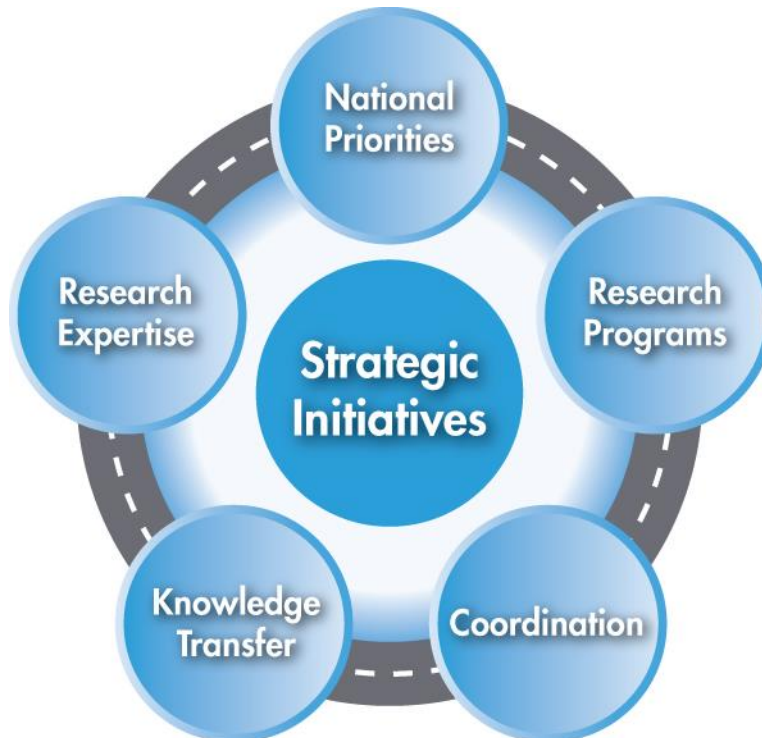 National
Priorities
Research
Expertise
Research
Programs
Strategic
Initiatives
Knowledge
Transfer
Coordination